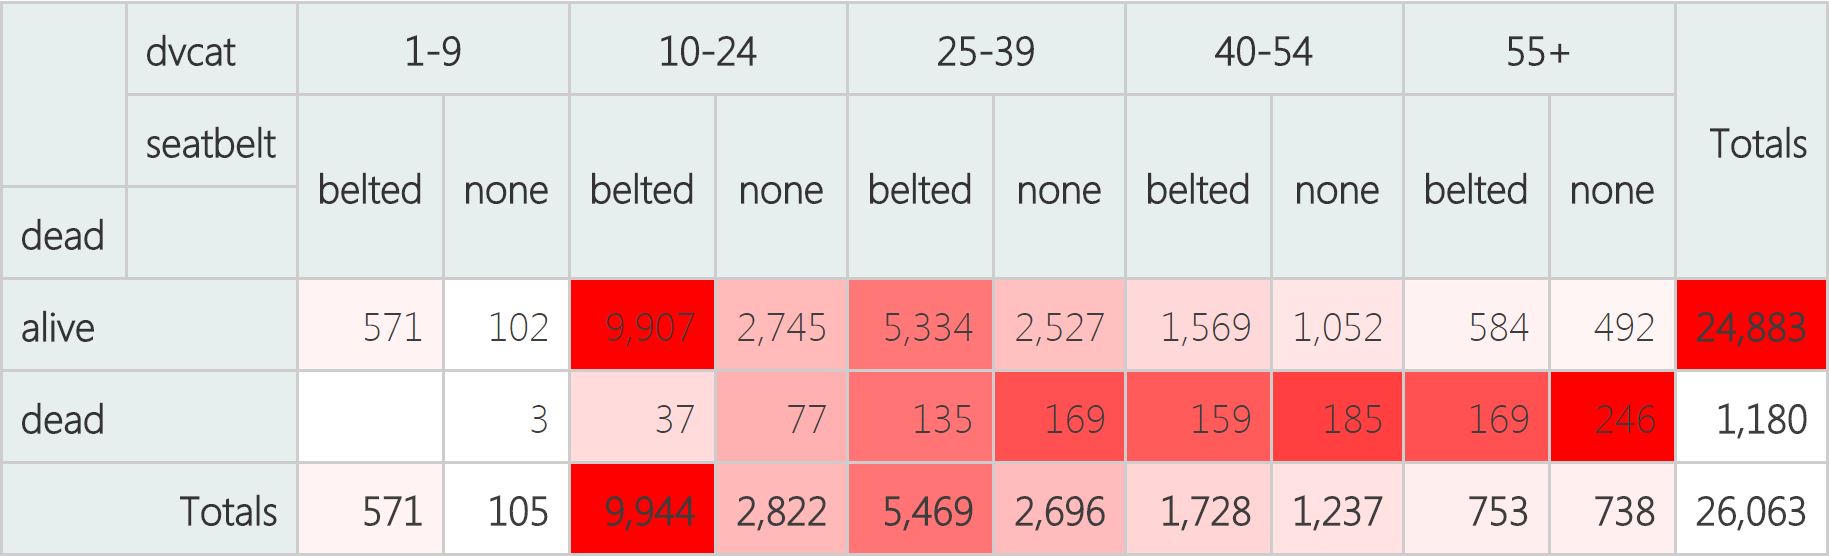 dvcat 1-9 10-24 25-39 40-54 55+ Totals
seatbelt belted none belted none belted none belted none belted none
dead
alive 571 102 9,907 2,745 5,334 2,527 1,569 1,052 584 492 24,883
dead 3 37 77 135 169 159 185 169 246 1,180
Totals 571 105 9,944 2,822 5,469 2,696 1,728 1,237 753 738 26,063